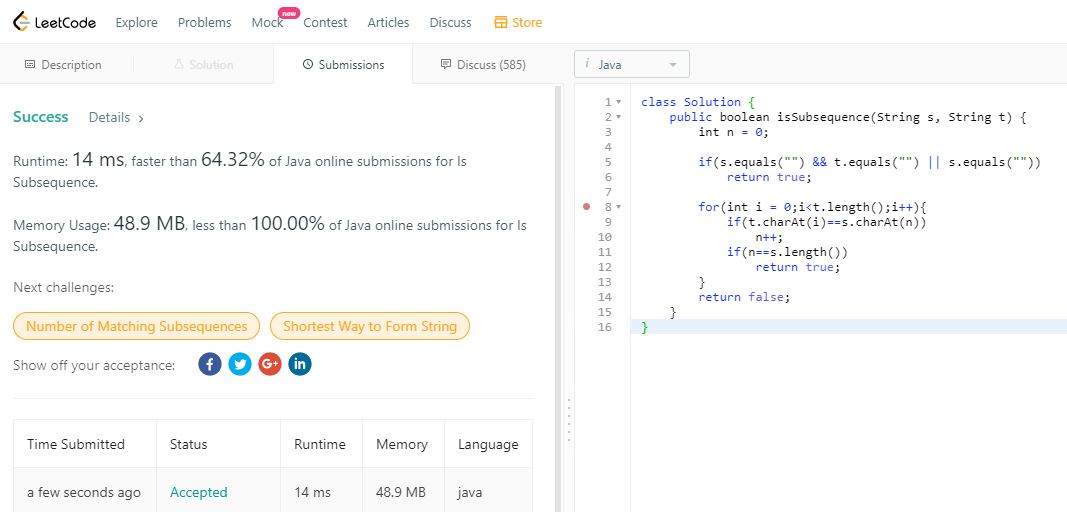 LeetCode Explore Problems Mock new Contest Articles Discuss Store
Description Solution Submissions Discuss (585)
Success Details >
Runtime: 14 ms, faster than 64.32% of Java online submissions for Is
Subsequence.
Memory Usage: 48.9 MB, less than 100.00% of Java online submissions for Is
Subsequence.
Next challenges:
Number of Matching Subsequences Shortest Way to Form String
Show off your acceptance: f G+ in
Time Submitted Status Runtime Memory Language
a few seconds ago Accepted 14 ms 48.9 MB java
i Java
1 class Solution {
2 public boolean isSubsequence(String s, String t) {
3 int n = 0;
4
5 if(s.equals("") && t.equals("") || s.equals(""))
6 return true;
7
8 for(int i = 0;i<t.length();i++){
9 if(t.charAt(i)==s.charAt(n))
10 n++;
11 if(n==s.length())
12 return true;
13 }
14 return false;
15 }
16 }